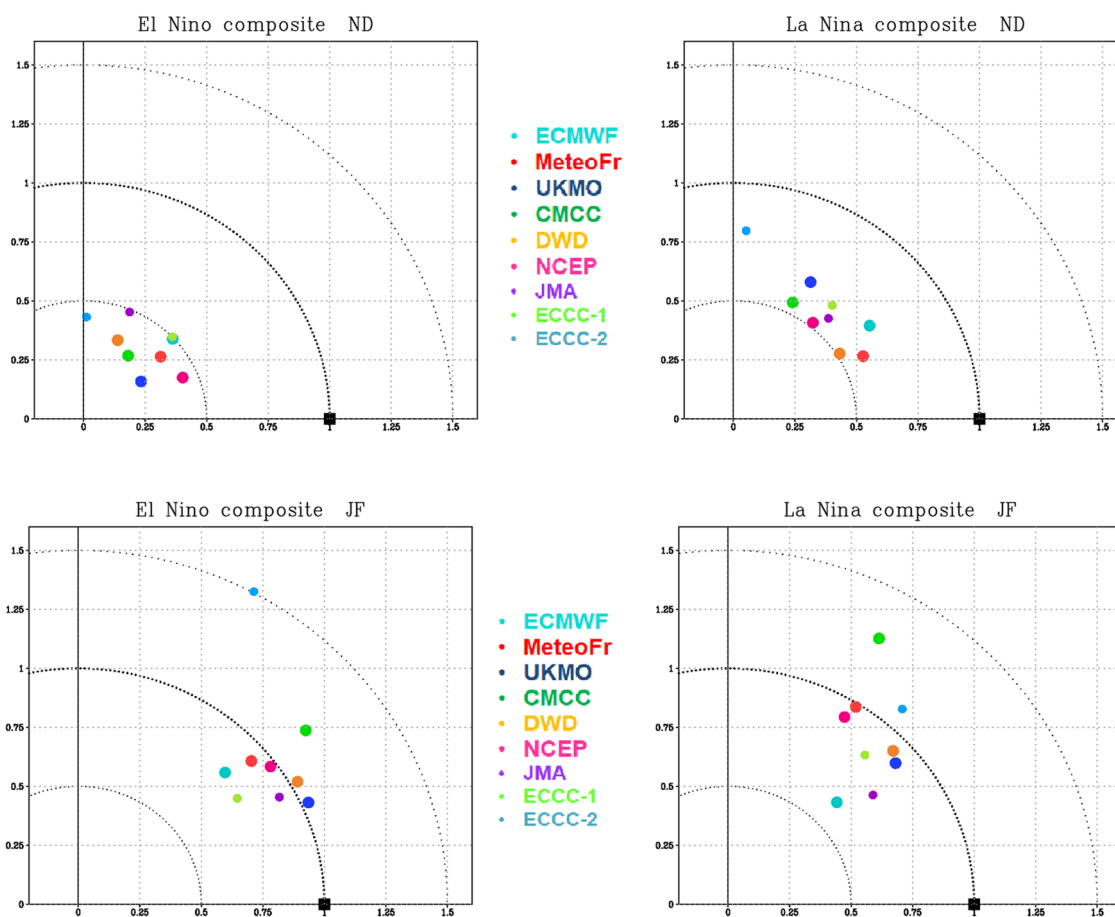 El Nino composite ND
La Nina composite ND
1.5
1.25
1
0.75
0.5
0.25
0
0 0.25 0.5 0.75 1 1.25 1.5
ECMWF
MeteoFr
UKMO
CMCC
DWD
NCEP
JMA
ECCC-1
ECCC-2
1.5
1.25
1
0.75
0.5
0.25
0
0 0.25 0.5 0.75 1 1.25 1.5
El Nino composite JF
La Nina composite JF
1.5
1.25
1
0.75
0.5
0.25
0
0 0.25 0.5 0.75 1 1.25 1.5
ECMWF
MeteoFr
UKMO
CMCC
DWD
NCEP
JMA
ECCC-1
ECCC-2
1.5
1.25
1
0.75
0.5
0.25
0
0 0.25 0.5 0.75 1 1.25 1.5